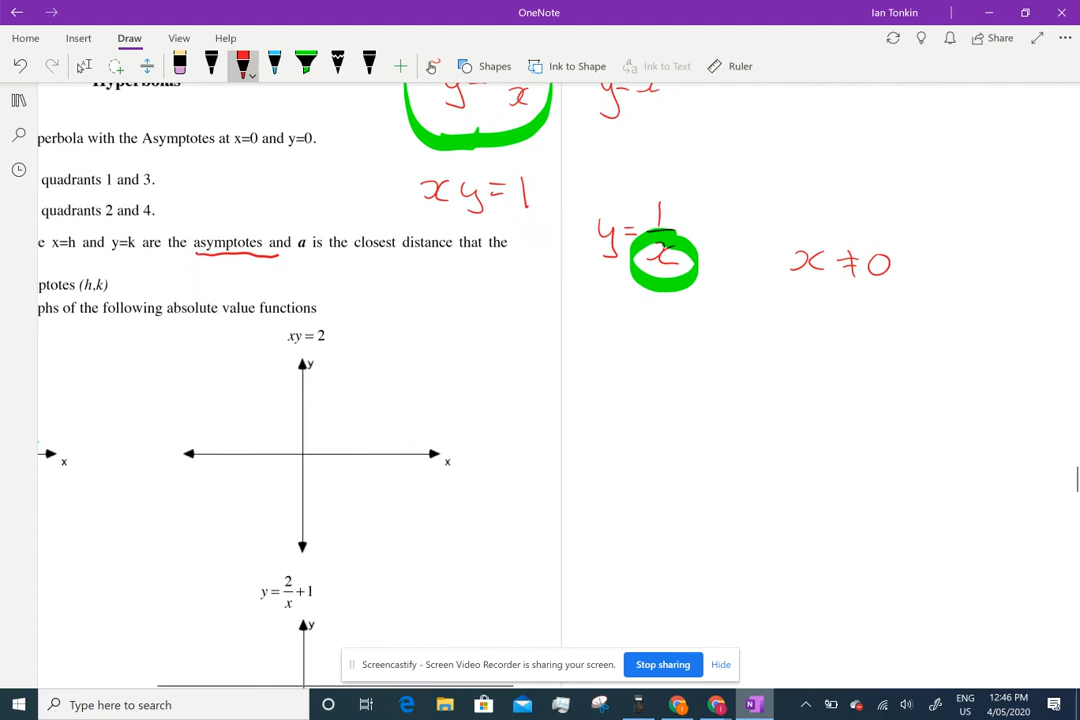 OneNote
Ian Tonkin
Home Insert Draw View Help
Share
Shapes Ink to Shape Ink to Text Ruler
Hyperbolas
perbola with the Asymptotes at x=0 and y=0.
quadrants 1 and 3.
quadrants 2 and 4.
e x=h and y=k are the asymptotes and a is the closest distance that the
ptotes (h,k)
phs of the following absolute value functions
x
xy = 1
y = 1/x
x ≠ 0
xy = 2
y
x
x
y = 2/x + 1
y
Screencastify - Screen Video Recorder is sharing your screen.
Stop sharing
Hide
Type here to search
ENG
US
12:46 PM
4/05/2020